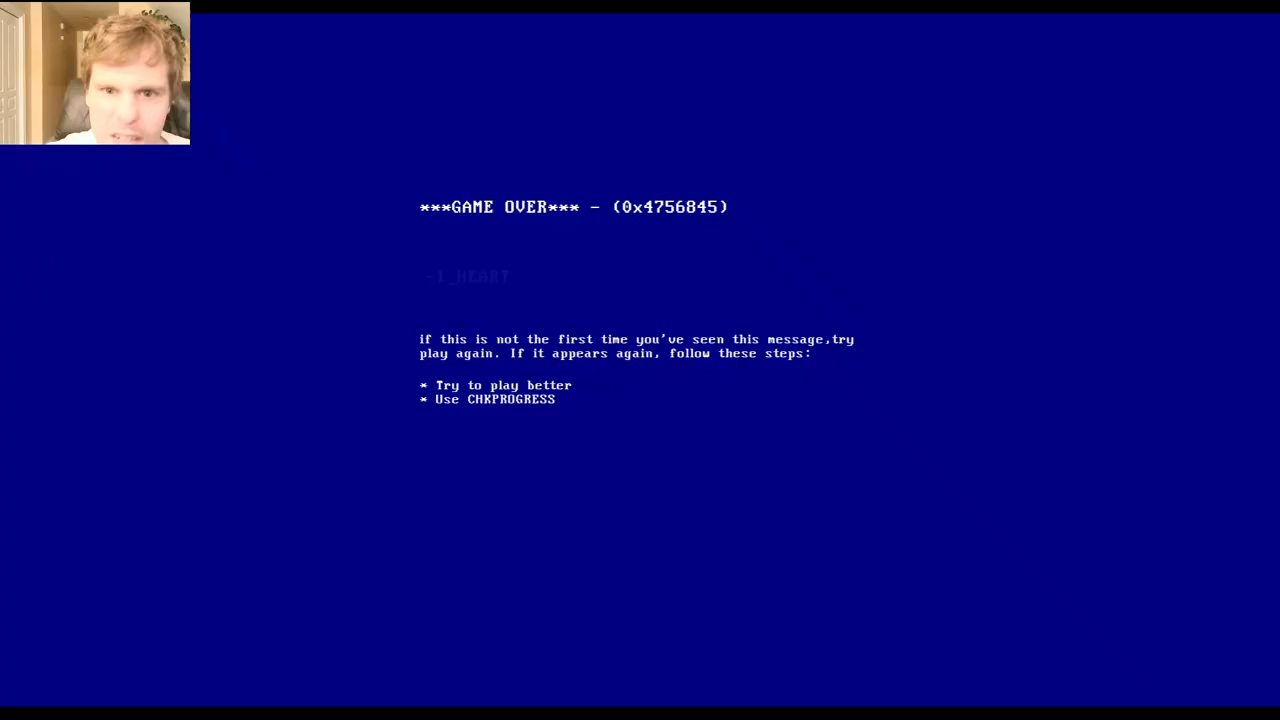 ***GAME OVER*** - (0x4756845)
-1_HEART
if this is not the first time you've seen this message,try
play again. If it appears again, follow these steps:
* Try to play better
* Use CHKPROGRESS